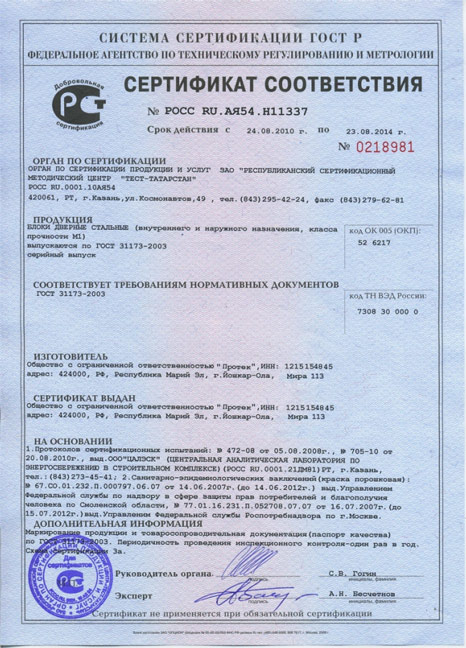 СИСТЕМА СЕРТИФИКАЦИИ ГОСТ Р
ФЕДЕРАЛЬНОЕ АГЕНТСТВО ПО ТЕХНИЧЕСКОМУ РЕГУЛИРОВАНИЮ И МЕТРОЛОГИИ
Добровольная
сертификация
СЕРТИФИКАТ СООТВЕТСТВИЯ
№ РОСС RU.АЯ54.Н11337
Срок действия с 24.08.2010 г. по 23.08.2014 г.
№ 0218981
ОРГАН ПО СЕРТИФИКАЦИИ
ОРГАН ПО СЕРТИФИКАЦИИ ПРОДУКЦИИ И УСЛУГ ЗАО "РЕСПУБЛИКАНСКИЙ СЕРТИФИКАЦИОННЫЙ
МЕТОДИЧЕСКИЙ ЦЕНТР "ТЕСТ-ТАТАРСТАН"
РОСС RU.0001.10АЯ54
420061, РТ, г.Казань,ул.Космонавтов,49 , тел.(843)295-42-24, факс (843)279-62-81
ПРОДУКЦИЯ
БЛОКИ ДВЕРНЫЕ СТАЛЬНЫЕ (внутреннего и наружного назначения, класса
прочности М1)
выпускаются по ГОСТ 31173-2003
серийный выпуск
код ОК 005 (ОКП):
52 6217
СООТВЕТСТВУЕТ ТРЕБОВАНИЯМ НОРМАТИВНЫХ ДОКУМЕНТОВ
ГОСТ 31173-2003
код ТН ВЭД России:
7308 30 000 0
ИЗГОТОВИТЕЛЬ
Общество с ограниченной ответственностью "Протек",ИНН: 1215154845
адрес: 424000, РФ, Республика Марий Эл, г.Йошкар-Ола, Мира 113
СЕРТИФИКАТ ВЫДАН
Общество с ограниченной ответственностью "Протек",ИНН: 1215154845
адрес: 424000, РФ, Республика Марий Эл, г.Йошкар-Ола, Мира 113
НА ОСНОВАНИИ
1.Протоколов сертификационных испытаний: № 472-08 от 05.08.2008г., № 705-10 от
20.08.2010г., выд.ООО"ЦАЛЭСК" (ЦЕНТРАЛЬНАЯ АНАЛИТИЧЕСКАЯ ЛАБОРАТОРИЯ ПО
ЭНЕРГОСБЕРЕЖЕНИЮ В СТРОИТЕЛЬНОМ КОМПЛЕКСЕ) (РОСС RU.0001.21ДМ81)РТ, г.Казань,
тел.:(843)273-45-41; 2.Санитарно-эпидемиологических заключений(краска порошковая):
№ 67.СО.01.232.П.000797.06.07 от 14.06.2007г.(до 14.06.2012г.) выд.Управлением
Федеральной службы по надзору в сфере защиты прав потребителей и благополучия
человека по Смоленской области, № 77.01.16.231.П.052708.07.07 от 16.07.2007г.(до
15.07.2012г.)выд.Управлением Федеральной службы Роспотребнадзора по г.Москве.
ДОПОЛНИТЕЛЬНАЯ ИНФОРМАЦИЯ
Маркирование продукции и товаросопроводительная документация(паспорт качества)
по ГОСТ 31173-2003. Периодичность проведения инспекционного контроля-один раз в год.
Схема сертификации 3а.
Для
сертификатов
Руководитель органа
С.В. Гогин
подпись
инициалы, фамилия
Эксперт
А.Н. Бесчетнов
подпись
инициалы, фамилия
Сертификат не применяется при обязательной сертификации